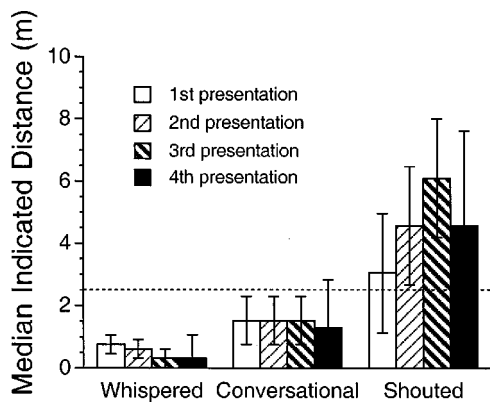 Median Indicated Distance (m)
10
8
6
4
2
0
1st presentation
2nd presentation
3rd presentation
4th presentation
Whispered Conversational Shouted